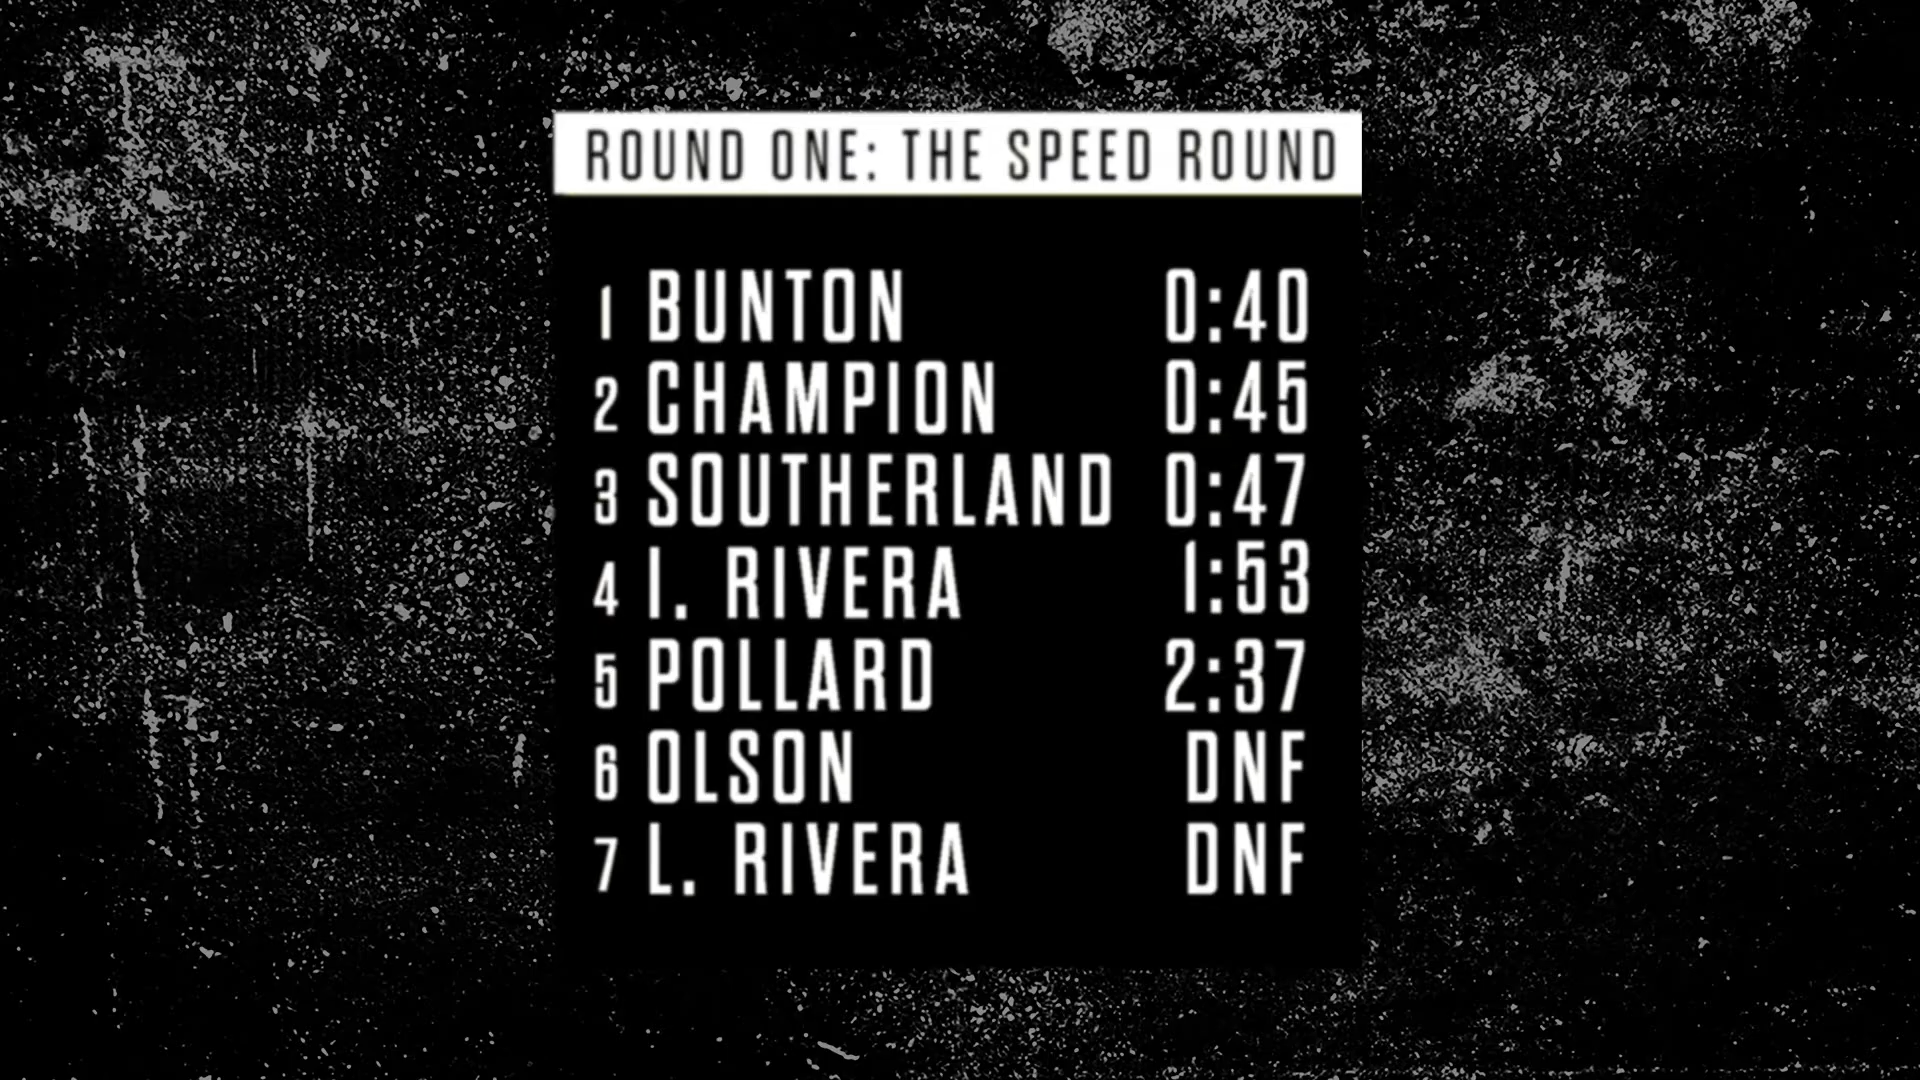 ROUND ONE: THE SPEED ROUND
1 BUNTON 0:40
2 CHAMPION 0:45
3 SOUTHERLAND 0:47
4 I. RIVERA 1:53
5 POLLARD 2:37
6 OLSON DNF
7 L. RIVERA DNF